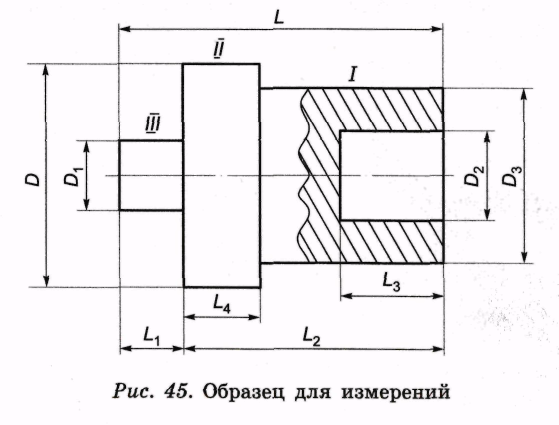 L
II
I
III
D
D₁
D₂
D₃
L₃
L₄
L₁
L₂
Рис. 45. Образец для измерений